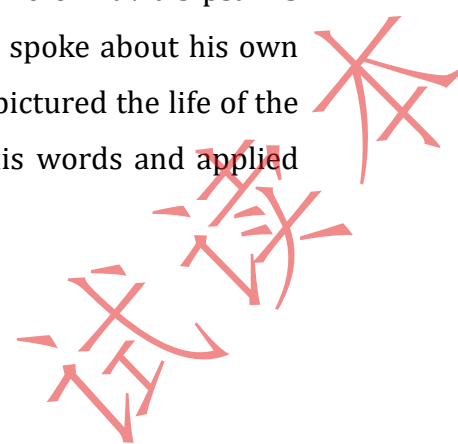 spoke about his own
pictured the life of the
is words and applied
试读本